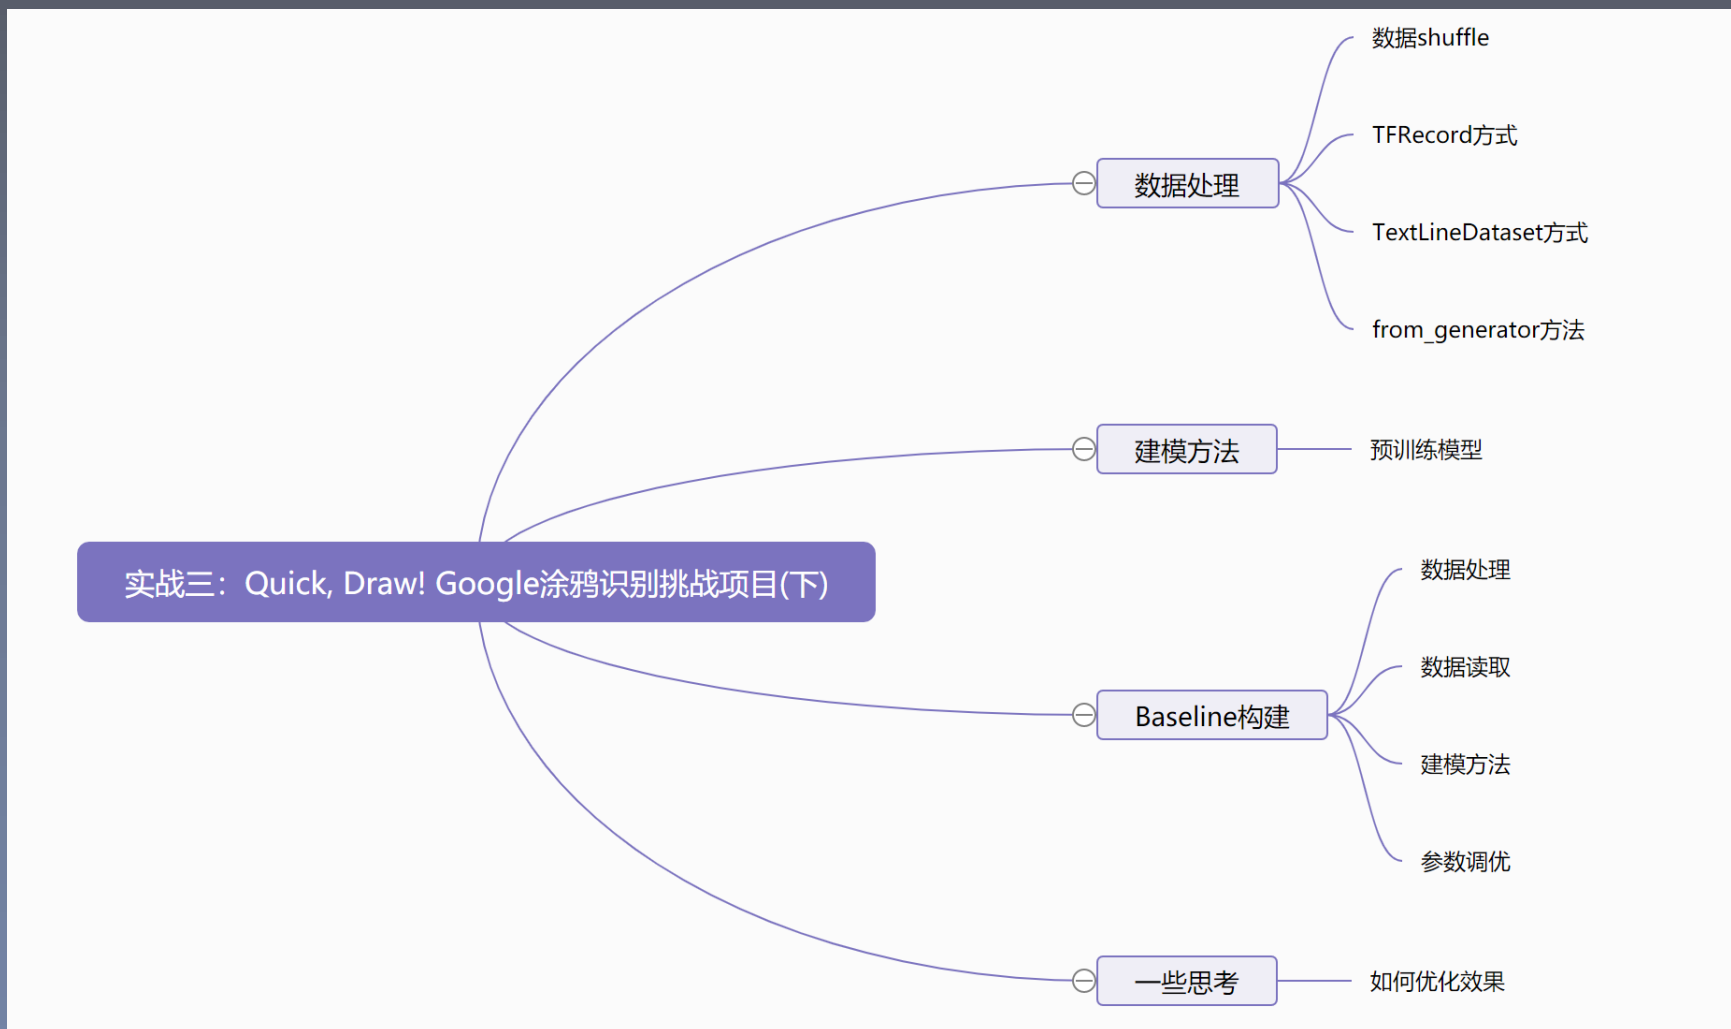 实战三：Quick, Draw! Google涂鸦识别挑战项目(下)
数据处理
数据shuffle
TFRecord方式
TextLineDataset方式
from_generator方法
建模方法
预训练模型
Baseline构建
数据处理
数据读取
建模方法
参数调优
一些思考
如何优化效果